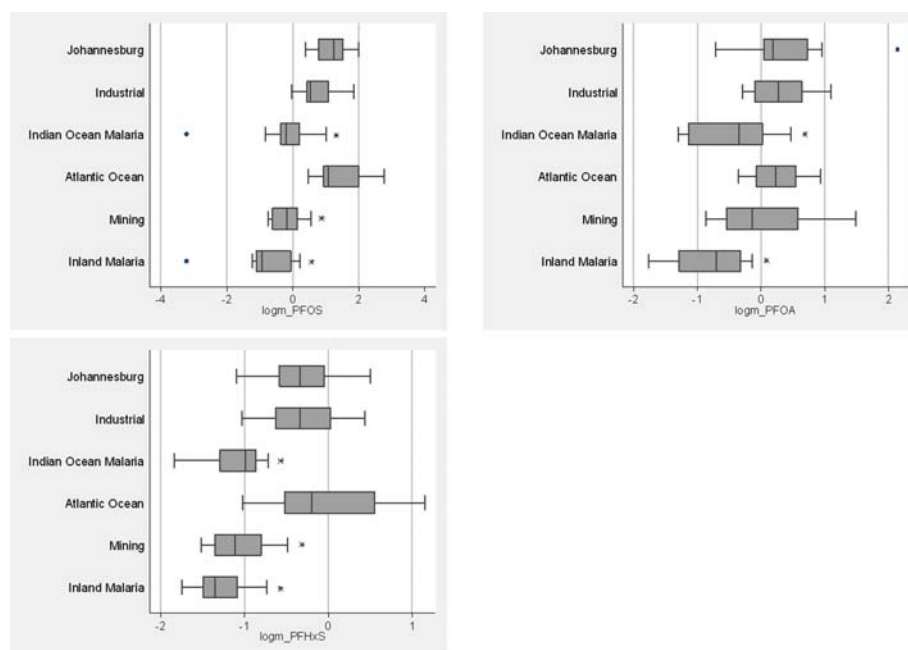 Johannesburg
Industrial
Indian Ocean Malaria
Atlantic Ocean
Mining
Inland Malaria
-4 -2 0 2 4
logm_PFOS
Johannesburg
Industrial
Indian Ocean Malaria
Atlantic Ocean
Mining
Inland Malaria
-2 -1 0 1 2
logm_PFOA
Johannesburg
Industrial
Indian Ocean Malaria
Atlantic Ocean
Mining
Inland Malaria
-2 -1 0 1
logm_PFHxS